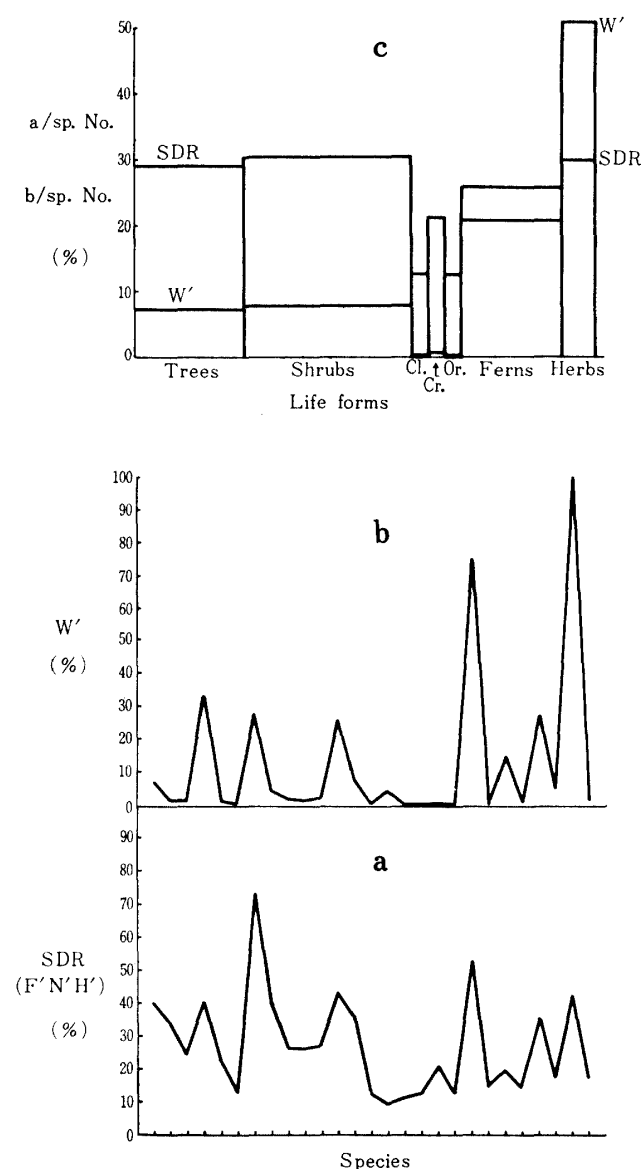 c
50
40
a/sp. No.
SDR
30
b/sp. No.
20
(%)
10
W'
0
W'
SDR
Trees Shrubs Cl. ↑ Or. Ferns Herbs
Cr.
Life forms
b
100
90
80
70
60
W'
50
(%)
40
30
20
10
0
a
90
80
70
60
SDR
50
(F'N'H')
40
(%)
30
20
10
0
Species